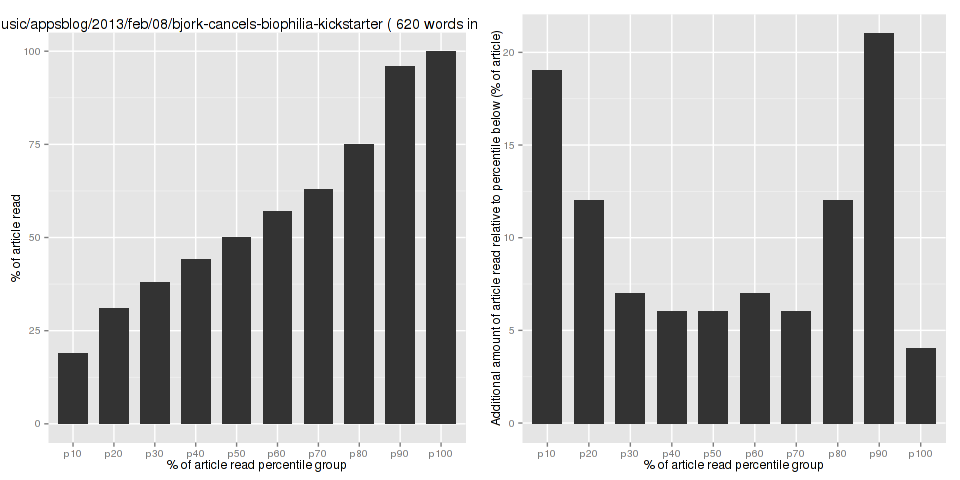 usic/appsblog/2013/feb/08/bjork-cancels-biophilia-kickstarter ( 620 words in
% of article read
100
75
50
25
0
p10 p20 p30 p40 p50 p60 p70 p80 p90 p100
% of article read percentile group
Additional amount of article read relative to percentile below (% of article)
20
15
10
5
0
p10 p20 p30 p40 p50 p60 p70 p80 p90 p100
% of article read percentile group